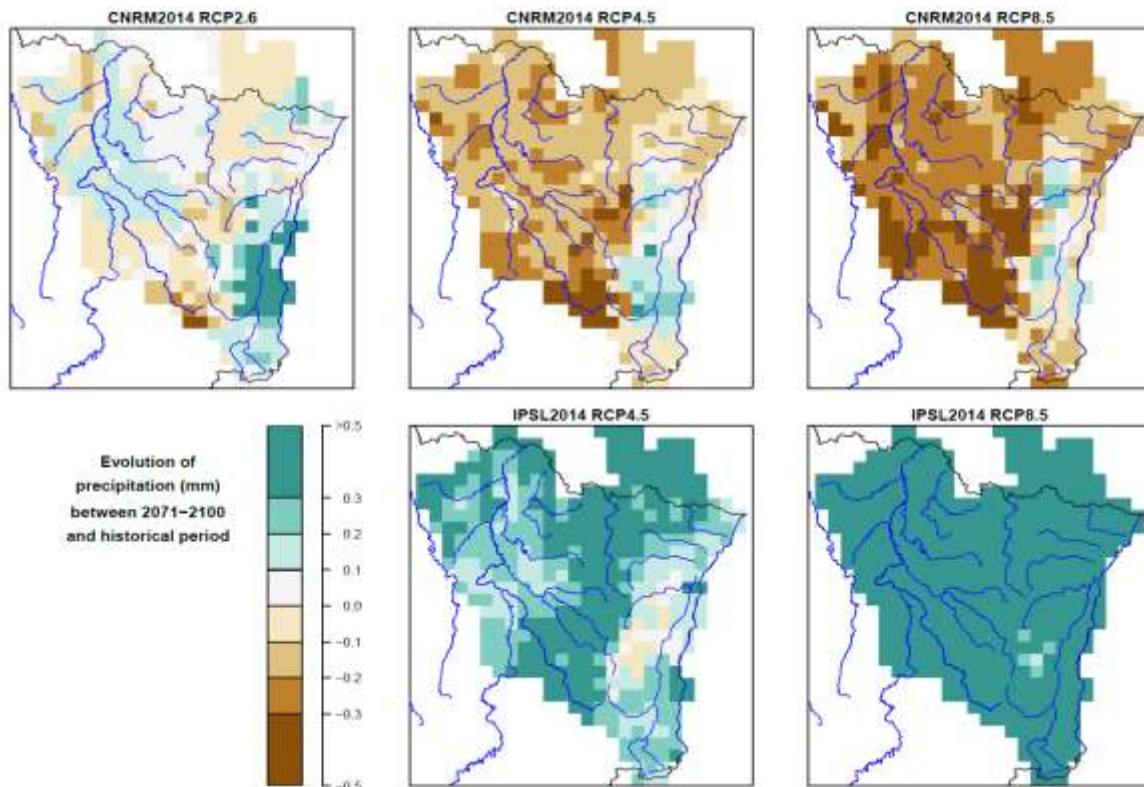 CNRM2014 RCP2.6
CNRM2014 RCP4.5
CNRM2014 RCP8.5
IPSL2014 RCP4.5
IPSL2014 RCP8.5
Evolution of
precipitation (mm)
between 2071−2100
and historical period
>0.5
0.3
0.2
0.1
0.0
−0.1
−0.2
−0.3
−0.5